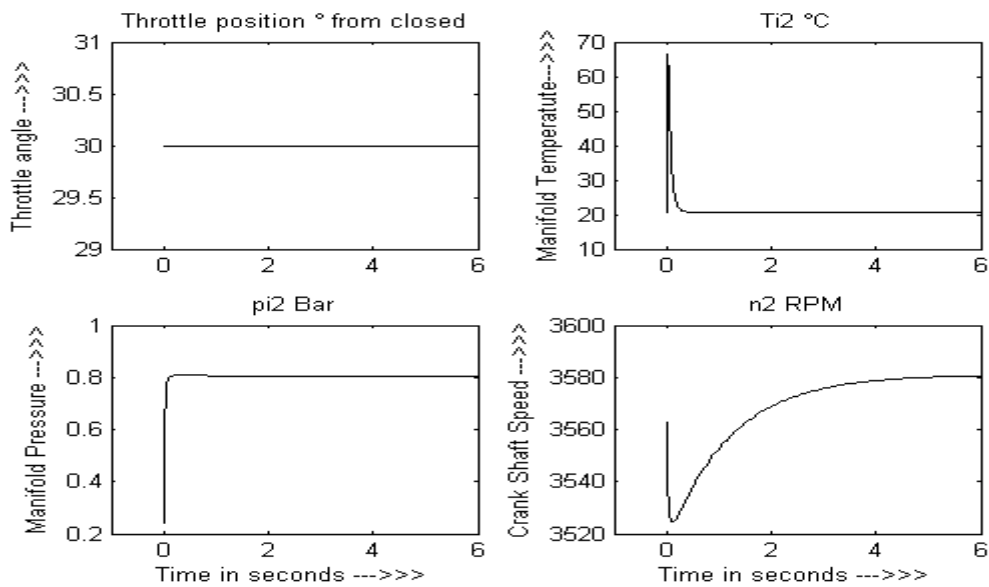 Throttle position ° from closed
Throttle angle --->>>
31
30.5
30
29.5
29
0 2 4 6
Ti2 °C
Manifold Temperatute--->>>
70
60
50
40
30
20
10
0 2 4 6
pi2 Bar
Manifold Pressure --->>>
1
0.8
0.6
0.4
0.2
0 2 4 6
Time in seconds --->>>
n2 RPM
Crank Shaft Speed --->>>
3600
3580
3560
3540
3520
0 2 4 6
Time in seconds --->>>